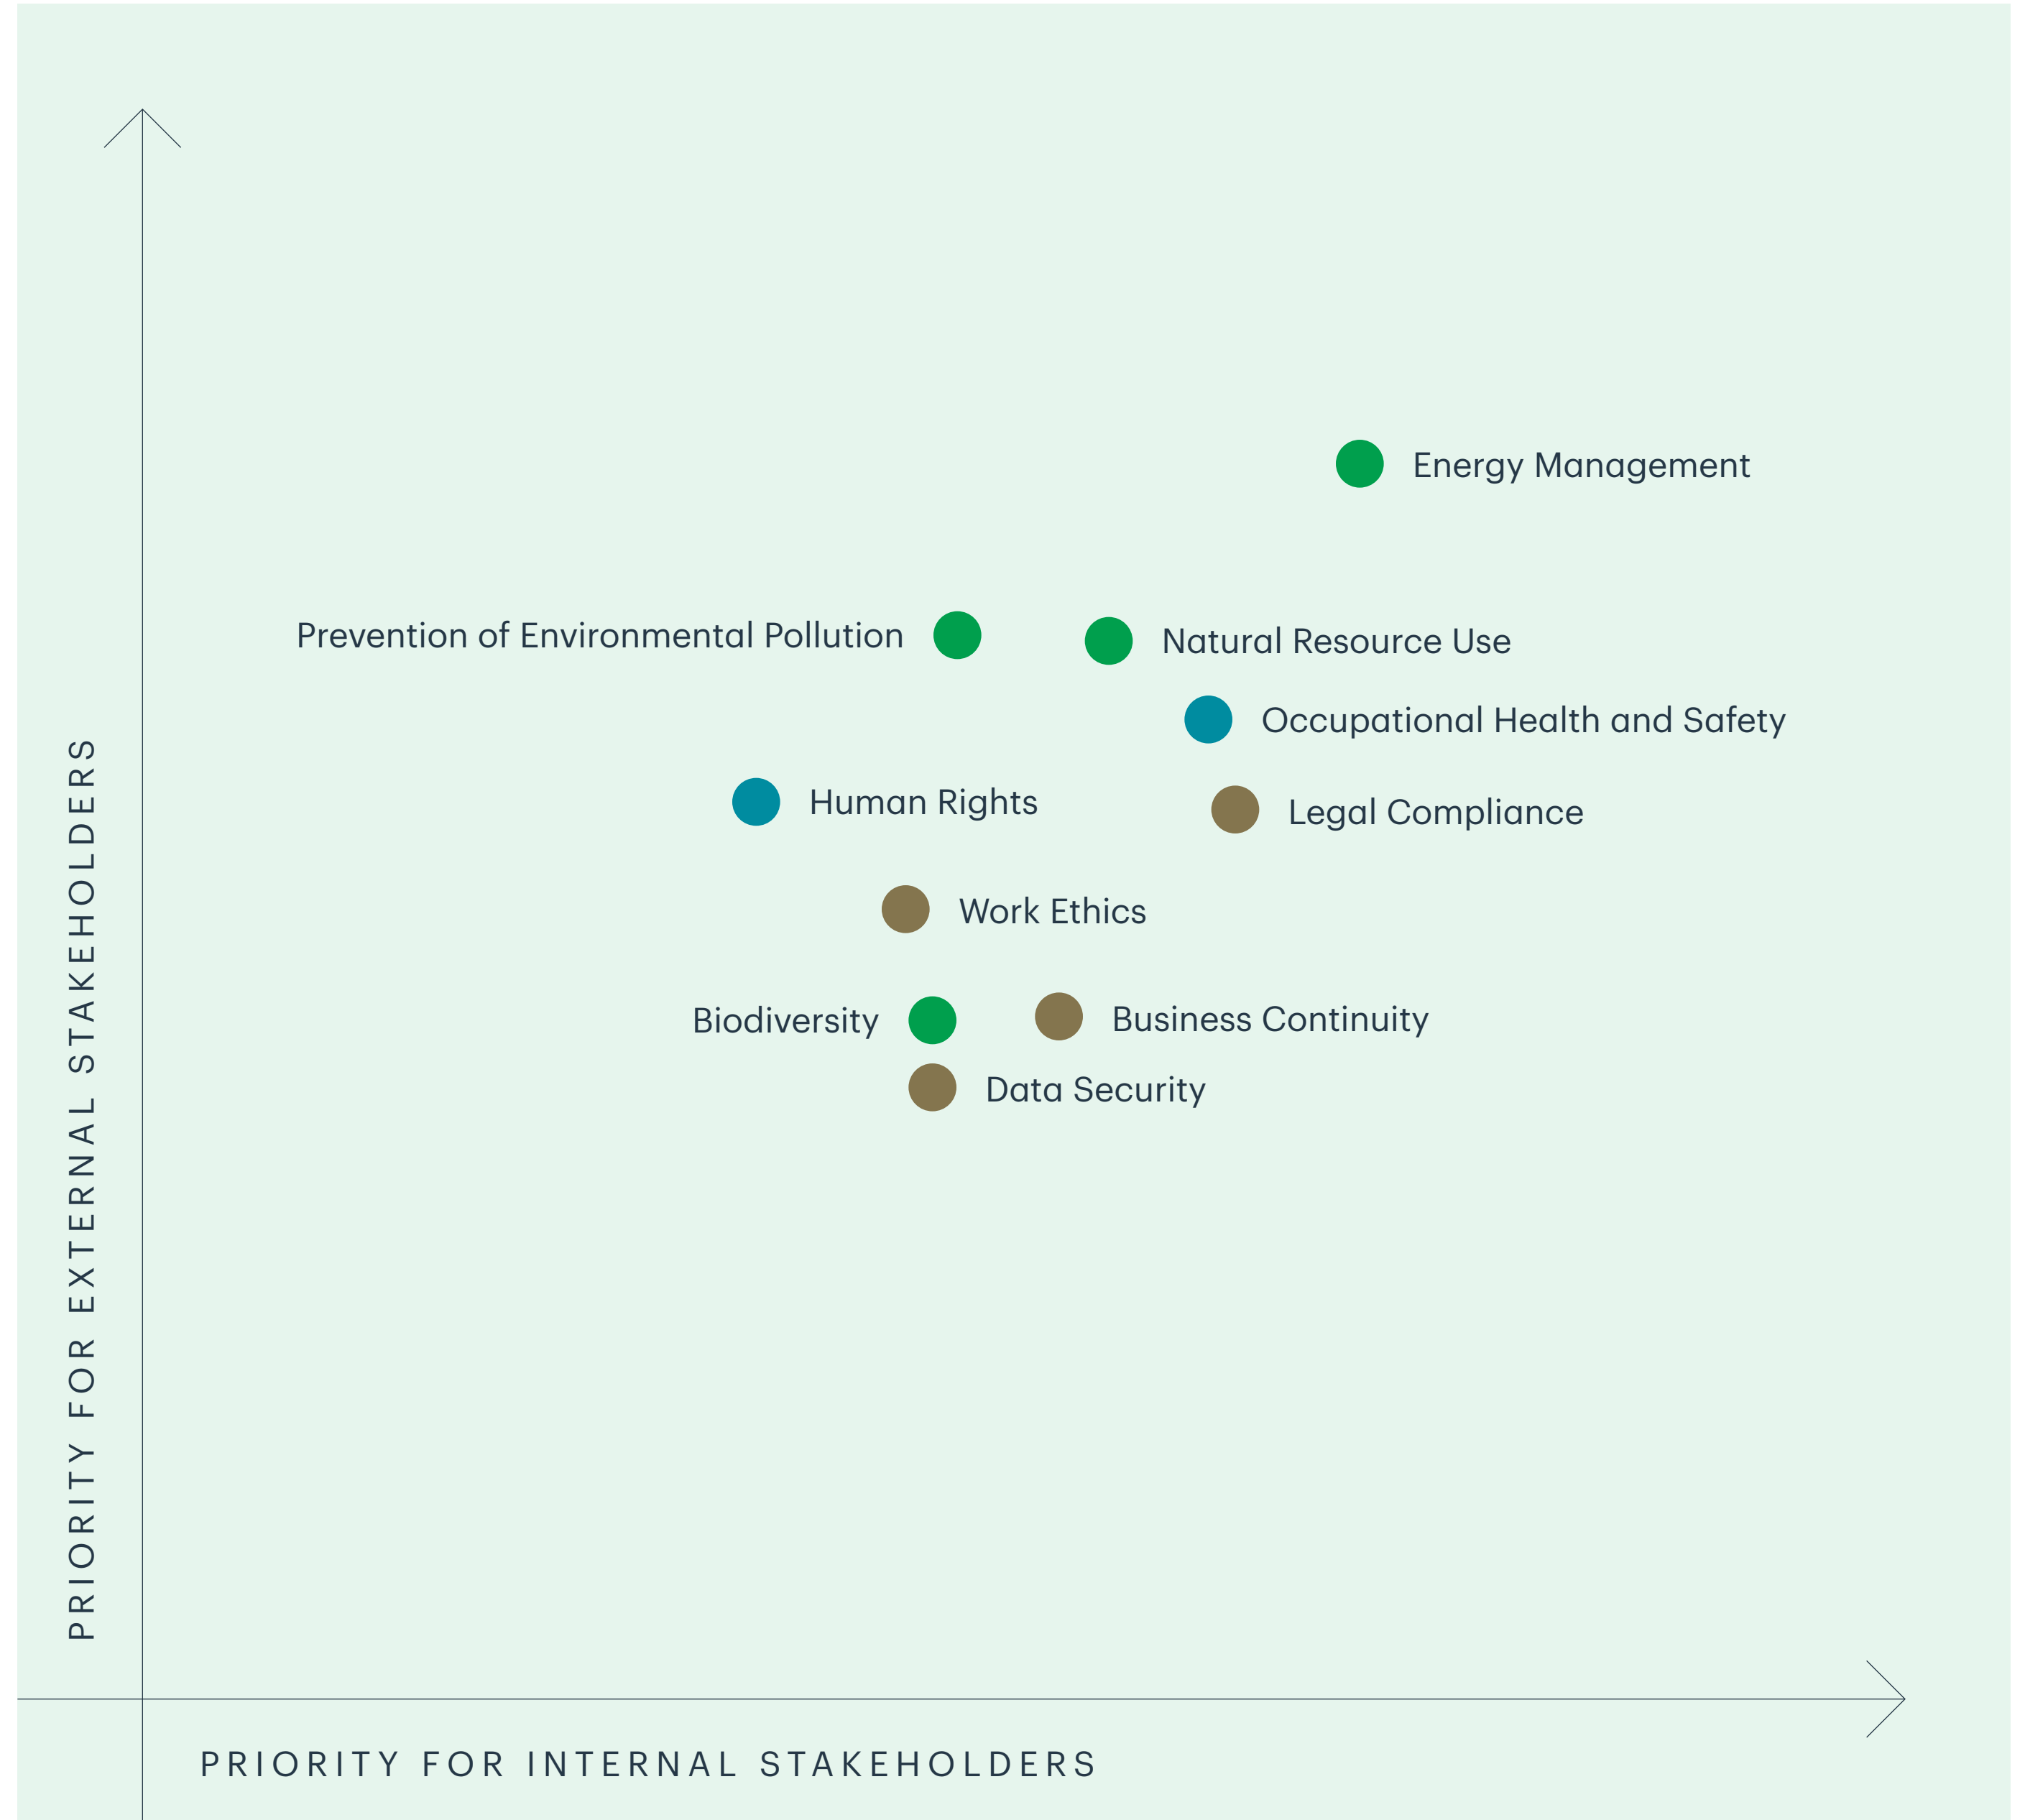 Energy Management
Prevention of Environmental Pollution
Natural Resource Use
Occupational Health and Safety
Human Rights
Legal Compliance
Work Ethics
Biodiversity
Business Continuity
Data Security
PRIORITY FOR EXTERNAL STAKEHOLDERS
PRIORITY FOR INTERNAL STAKEHOLDERS